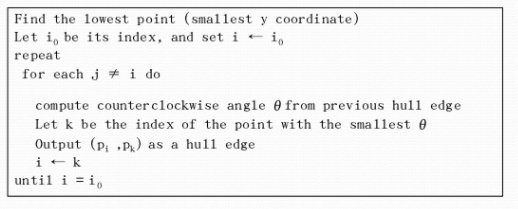 Find the lowest point (smallest y coordinate)
Let i₀ be its index, and set i ← i₀
repeat
for each j ≠ i do
compute counterclockwise angle θ from previous hull edge
Let k be the index of the point with the smallest θ
Output (pᵢ ,pₖ) as a hull edge
i ← k
until i = i₀